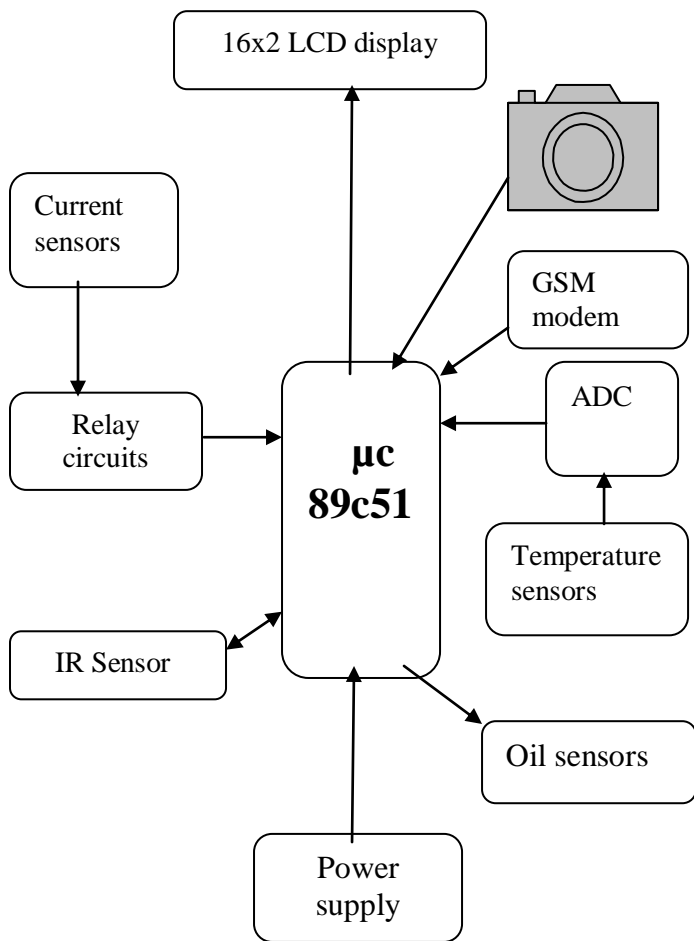 16x2 LCD display
Current
sensors
GSM
modem
ADC
Relay
circuits
µc
89c51
Temperature
sensors
IR Sensor
Oil sensors
Power
supply